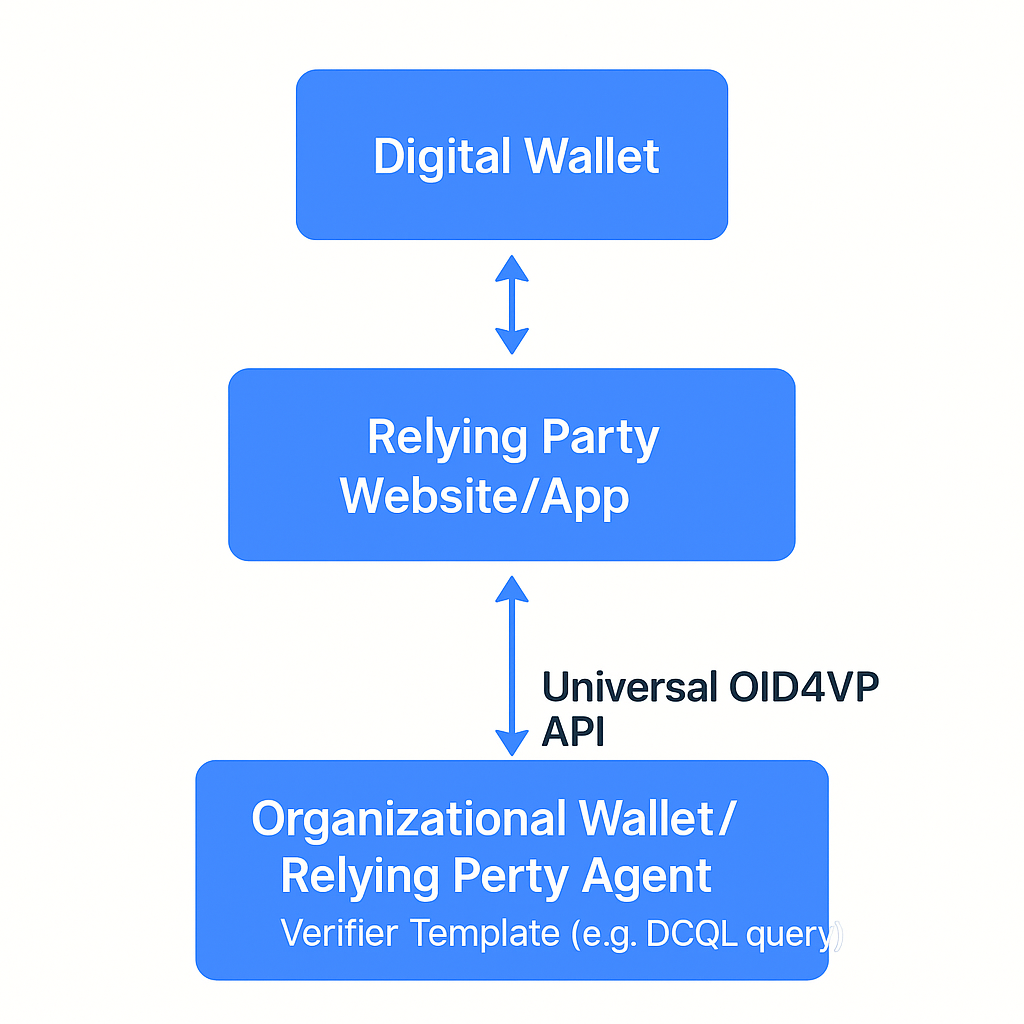 Digital Wallet
Relying Party
Website/App
Universal OID4VP
API
Organizational Wallet/
Relying Perty Agent
Verifier Template (e.g. DCQL query)